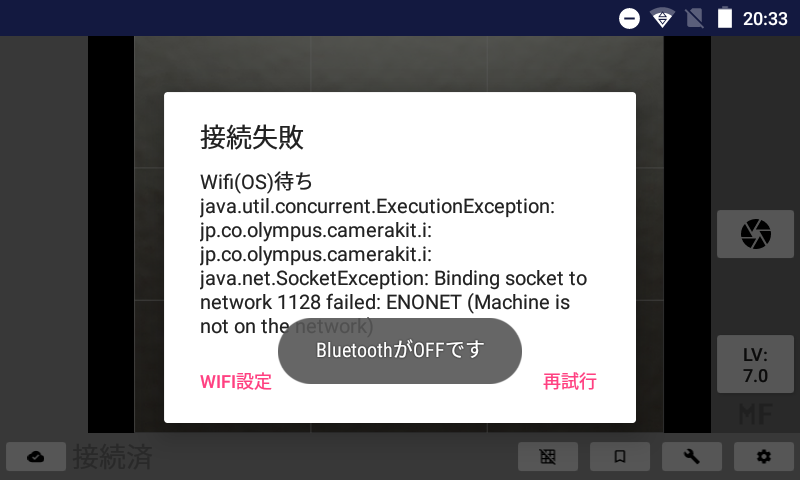 20:33
接続失敗
Wifi(OS)待ち
java.util.concurrent.ExecutionException:
jp.co.olympus.camerakit.i:
jp.co.olympus.camerakit.i:
java.net.SocketException: Binding socket to
network 1128 failed: ENONET (Machine is
not on the network)
BluetoothがOFFです
WIFI設定
再試行
LV:
7.0
MF
接続済